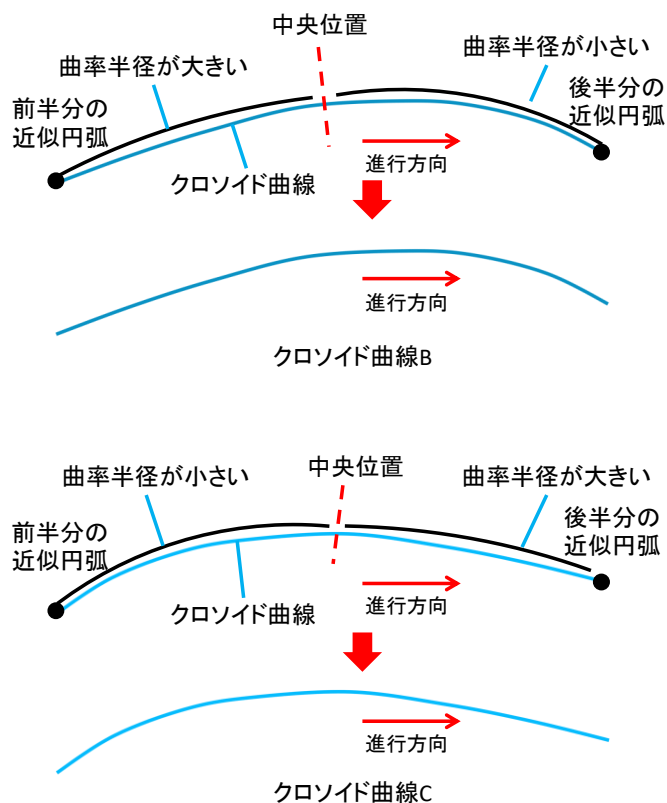 中央位置
曲率半径が大きい
曲率半径が小さい
前半分の
近似円弧
後半分の
近似円弧
進行方向
クロソイド曲線
進行方向
クロソイド曲線B
中央位置
曲率半径が小さい
曲率半径が大きい
前半分の
近似円弧
後半分の
近似円弧
進行方向
クロソイド曲線
進行方向
クロソイド曲線C